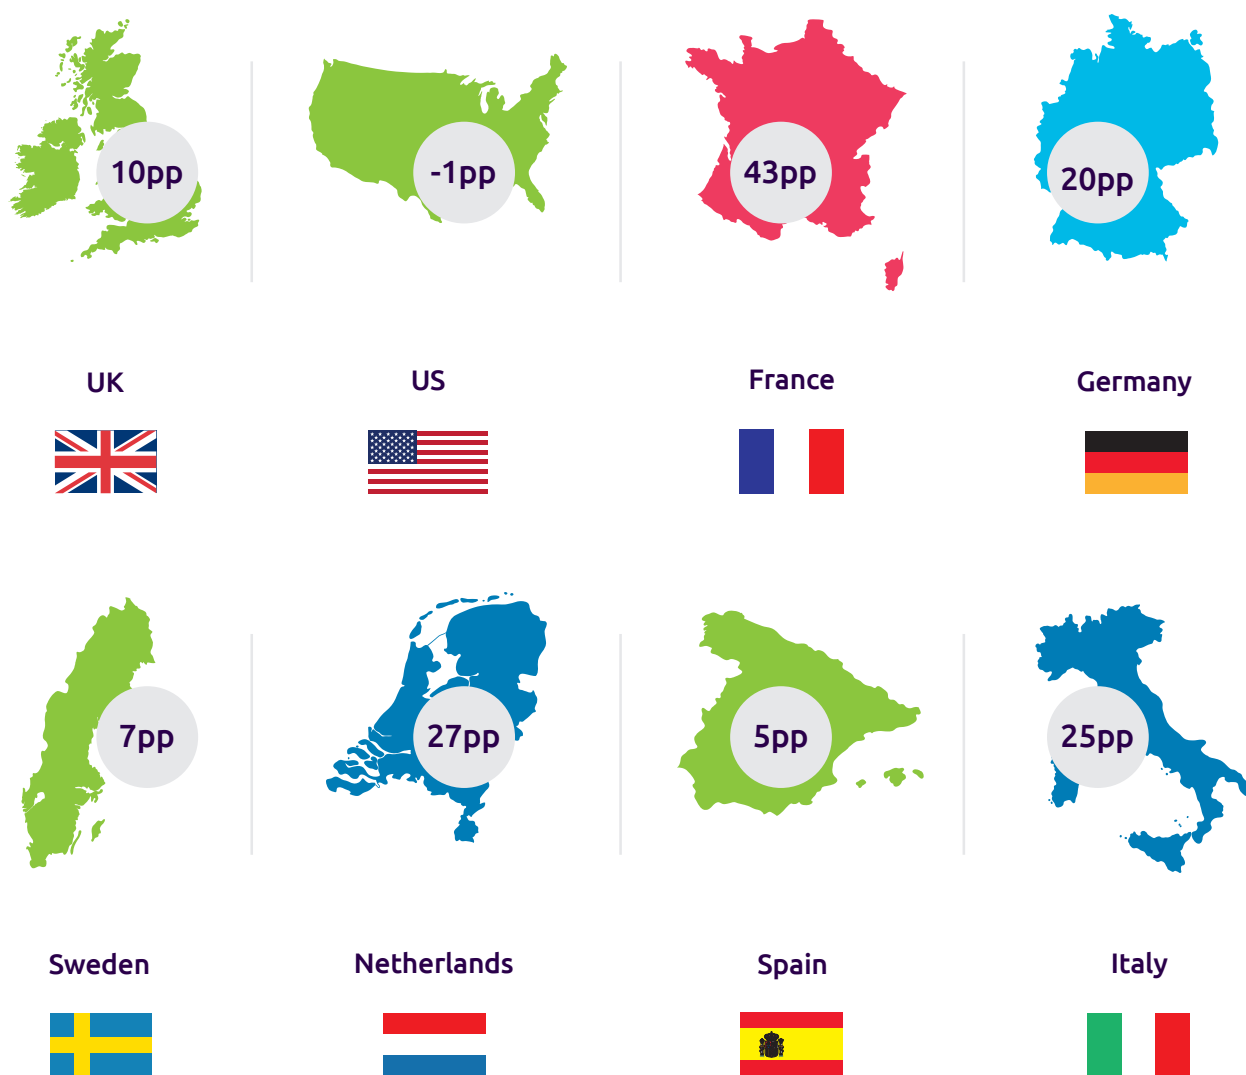 10pp
-1pp
43pp
20pp
UK
US
France
Germany
7pp
27pp
5pp
25pp
Sweden
Netherlands
Spain
Italy